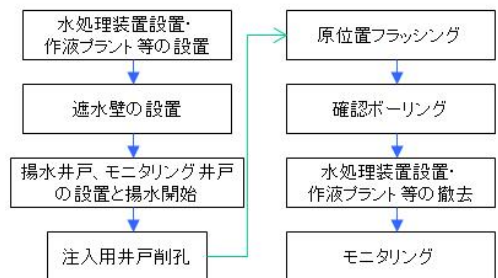 水処理装置設置・
作液プラント等の設置
遮水壁の設置
揚水井戸、モニタリング井戸
の設置と揚水開始
注入用井戸削孔
原位置フラッシング
確認ボーリング
水処理装置設置・
作液プラント等の撤去
モニタリング